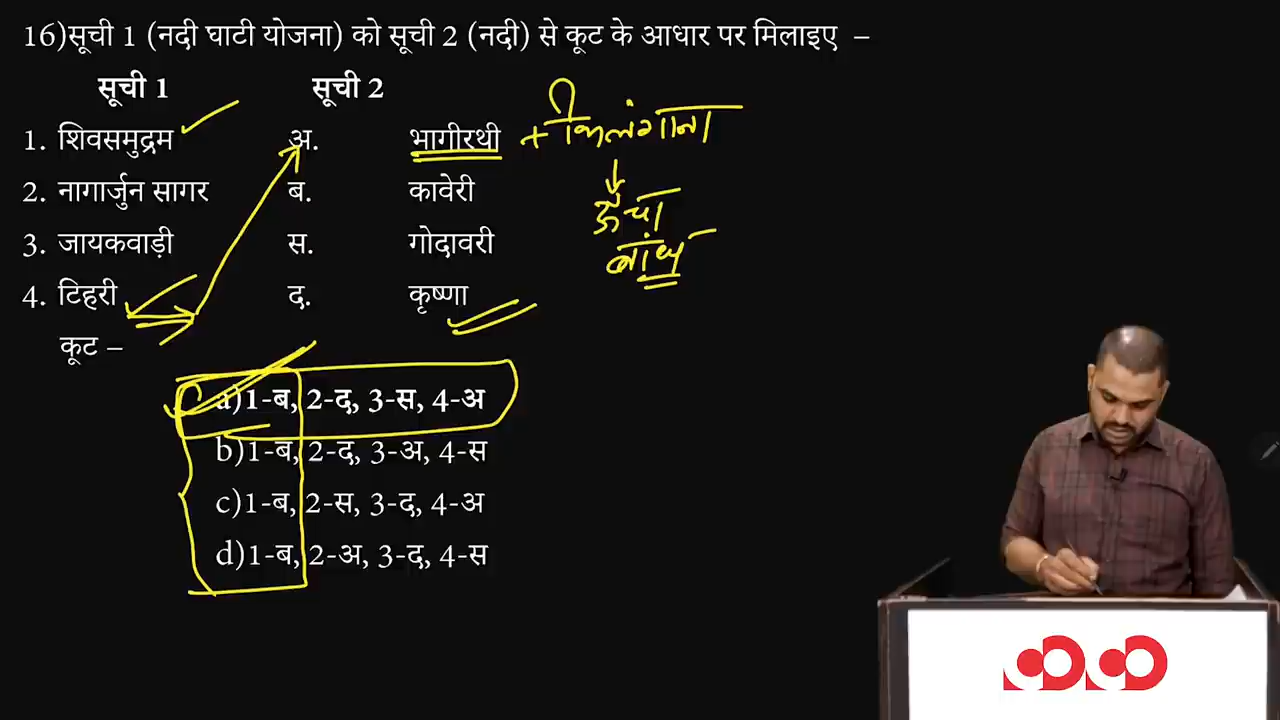 16)सूची 1 (नदी घाटी योजना) को सूची 2 (नदी) से कूट के आधार पर मिलाइए –
सूची 1 सूची 2
1. शिवसमुद्रम अ. भागीरथी
2. नागार्जुन सागर ब. कावेरी
3. जायकवाड़ी स. गोदावरी
4. टिहरी द. कृष्णा
कूट –
a)1-ब, 2-द, 3-स, 4-अ
b)1-ब, 2-द, 3-अ, 4-स
c)1-ब, 2-स, 3-द, 4-अ
d)1-ब, 2-अ, 3-द, 4-स
+
बांध